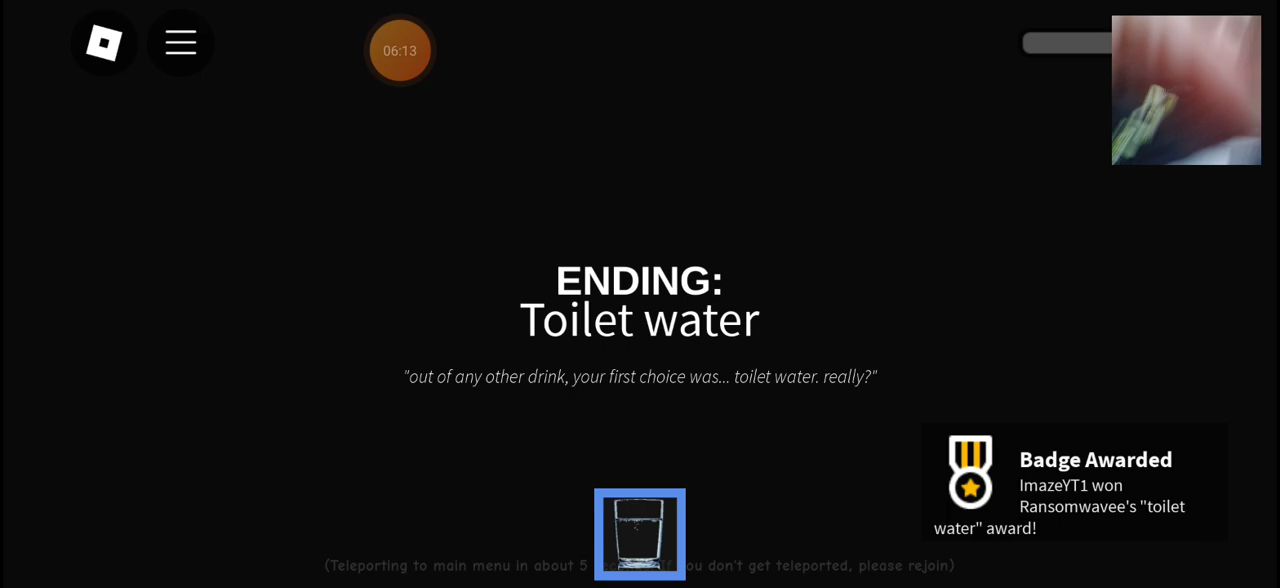 06:13
ENDING:
Toilet water
"out of any other drink, your first choice was... toilet water. really?"
Badge Awarded
ImazeYT1 won
Ransomwavee's "toilet
water" award!
(Teleporting to main menu in about 5 you don't get teleported, please rejoin)